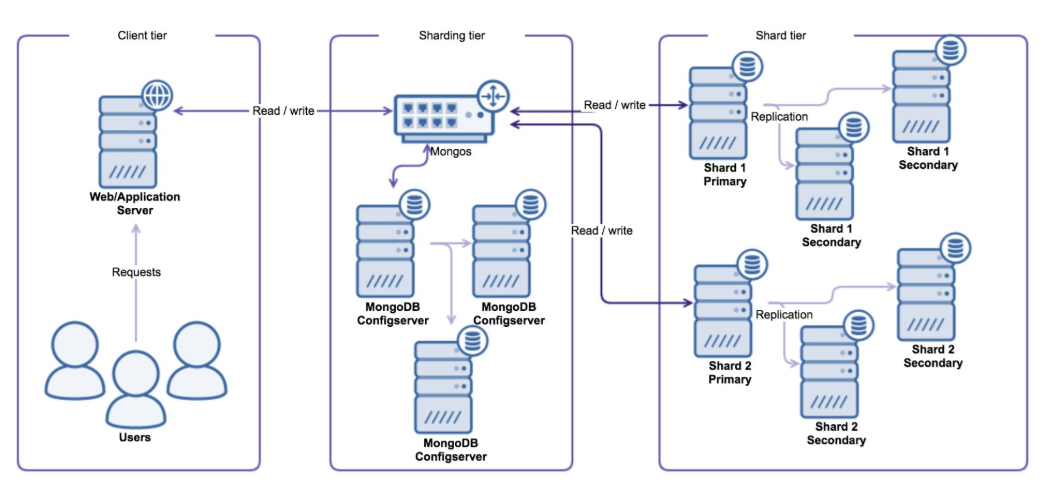 Client tier
Sharding tier
Shard tier
Read / write
Read / write
Mongos
Replication
Web/Application
Server
Shard 1
Primary
Shard 1
Secondary
Shard 1
Secondary
Read / write
Requests
MongoDB
Configserver
MongoDB
Configserver
MongoDB
Configserver
Replication
Shard 2
Primary
Shard 2
Secondary
Shard 2
Secondary
Users